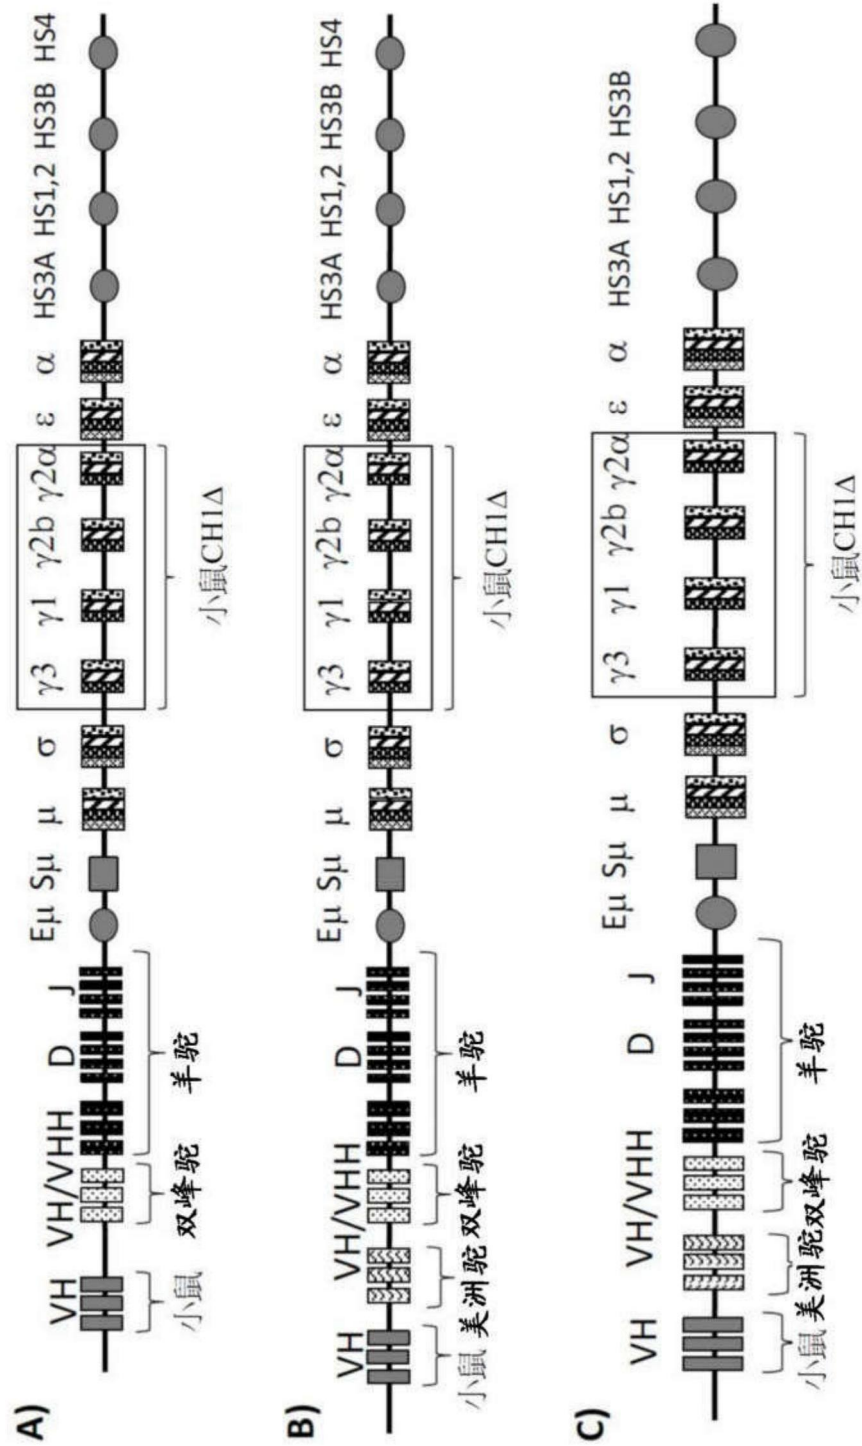 A)
VH VH/VHH D J Eμ Sμ μ σ γ3 γ1 γ2b γ2α ε α HS3A HS1,2 HS3B HS4
小鼠 双峰驼 羊驼 小鼠CH1Δ
B)
VH VH/VHH D J Eμ Sμ μ σ γ3 γ1 γ2b γ2α ε α HS3A HS1,2 HS3B HS4
小鼠 美洲驼 双峰驼 羊驼 小鼠CH1Δ
C)
VH VH/VHH D J Eμ Sμ μ σ γ3 γ1 γ2b γ2α ε α HS3A HS1,2 HS3B
小鼠 美洲驼 双峰驼 羊驼 小鼠CH1Δ